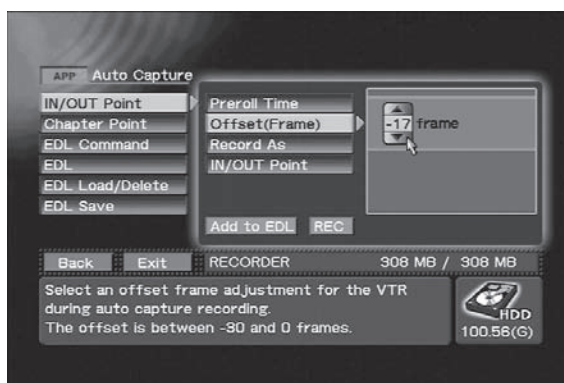 APP Auto Capture
IN/OUT Point
Chapter Point
EDL Command
EDL
EDL Load/Delete
EDL Save
Preroll Time
Offset(Frame)
Record As
IN/OUT Point
-17 frame
Add to EDL REC
Back Exit RECORDER 308 MB / 308 MB
Select an offset frame adjustment for the VTR
during auto capture recording.
The offset is between -30 and 0 frames.
HDD
100.56(G)